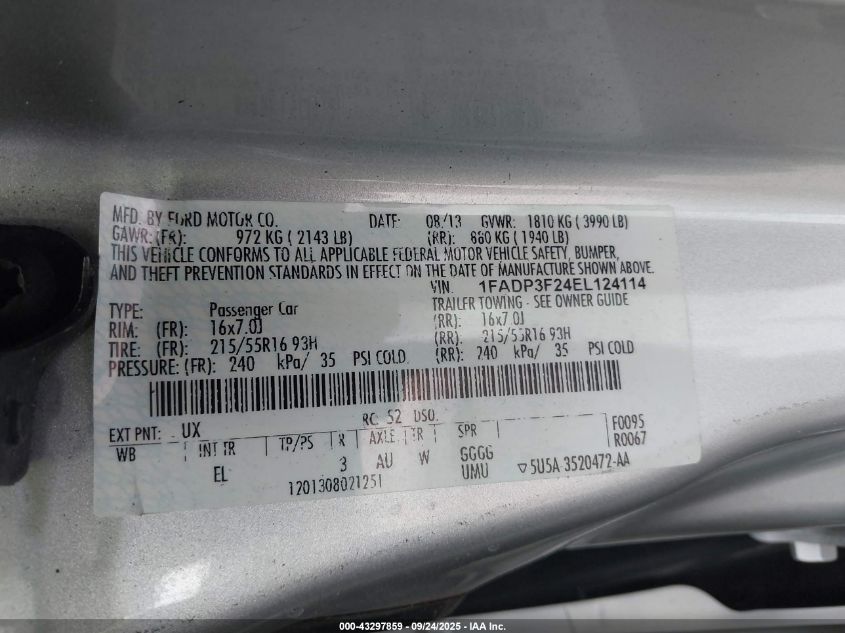 MFD. BY FORD MOTOR CO. DATE: 08/13 GVWR: 1810 KG ( 3990 LB)
GAWR:(FR): 972 KG ( 2143 LB) (RR): 880 KG ( 1940 LB)
THIS VEHICLE CONFORMS TO ALL APPLICABLE FEDERAL MOTOR VEHICLE SAFETY, BUMPER,
AND THEFT PREVENTION STANDARDS IN EFFECT ON THE DATE OF MANUFACTURE SHOWN ABOVE.
VIN: 1FADP3F24EL124114
TYPE: Passenger Car TRAILER TOWING - SEE OWNER GUIDE
RIM: (FR): 16x7.0J (RR): 16x7.0J
TIRE: (FR): 215/55R16 93H (RR): 215/55R16 93H
PRESSURE: (FR): 240 kPa/ 35 PSI COLD (RR): 240 kPa/ 35 PSI COLD
EXT PNT: UX RC: 52 DSO: F0095
WB INT TR TP/PS R AXLE TR SPR R0067
EL 3 AU W GGGG
UMU ▽5U5A-3520472-AA
1201308021251
000-43297859 - 09/24/2025 - IAA Inc.